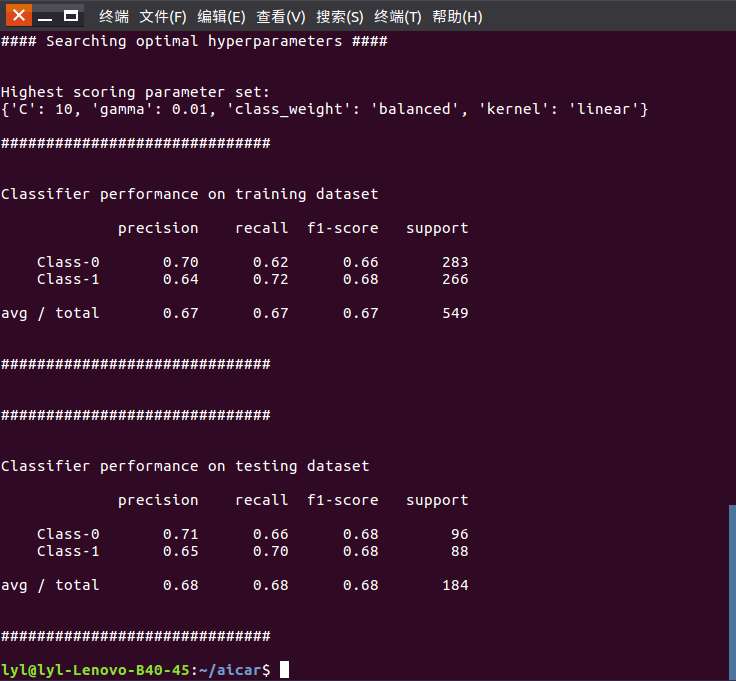 终端 文件(F) 编辑(E) 查看(V) 搜索(S) 终端(T) 帮助(H)
#### Searching optimal hyperparameters ####
Highest scoring parameter set:
{'C': 10, 'gamma': 0.01, 'class_weight': 'balanced', 'kernel': 'linear'}
##############################
Classifier performance on training dataset
precision recall f1-score support
Class-0 0.70 0.62 0.66 283
Class-1 0.64 0.72 0.68 266
avg / total 0.67 0.67 0.67 549
##############################
##############################
Classifier performance on testing dataset
precision recall f1-score support
Class-0 0.71 0.66 0.68 96
Class-1 0.65 0.70 0.68 88
avg / total 0.68 0.68 0.68 184
##############################
lyl@lyl-Lenovo-B40-45:~/aicar$